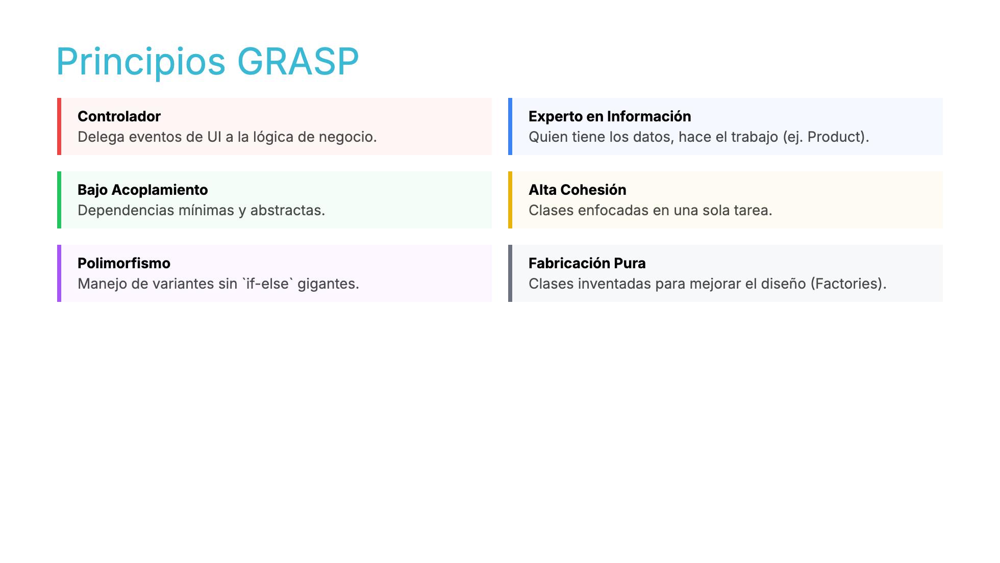 Principios GRASP
Controlador
Delega eventos de UI a la lógica de negocio.
Experto en Información
Quien tiene los datos, hace el trabajo (ej. Product).
Bajo Acoplamiento
Dependencias mínimas y abstractas.
Alta Cohesión
Clases enfocadas en una sola tarea.
Polimorfismo
Manejo de variantes sin `if-else` gigantes.
Fabricación Pura
Clases inventadas para mejorar el diseño (Factories).